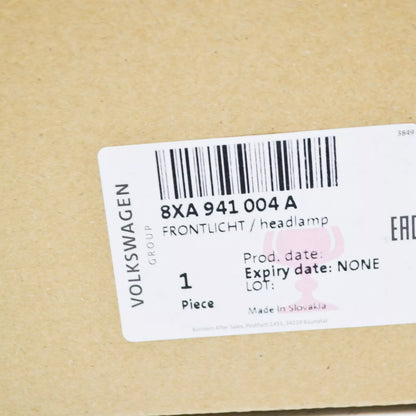 3849
VOLKSWAGEN
GROUP
8XA 941 004 A
FRONTLICHT / headlamp
EAC
Prod. date:
Expiry date: NONE
LOT:
1
Piece
Made in Slovakia